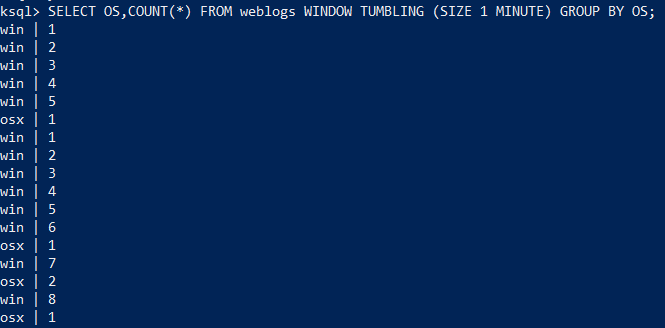 ksql> SELECT OS,COUNT(*) FROM weblogs WINDOW TUMBLING (SIZE 1 MINUTE) GROUP BY OS;
win | 1
win | 2
win | 3
win | 4
win | 5
osx | 1
win | 1
win | 2
win | 3
win | 4
win | 5
win | 6
osx | 1
win | 7
osx | 2
win | 8
osx | 1